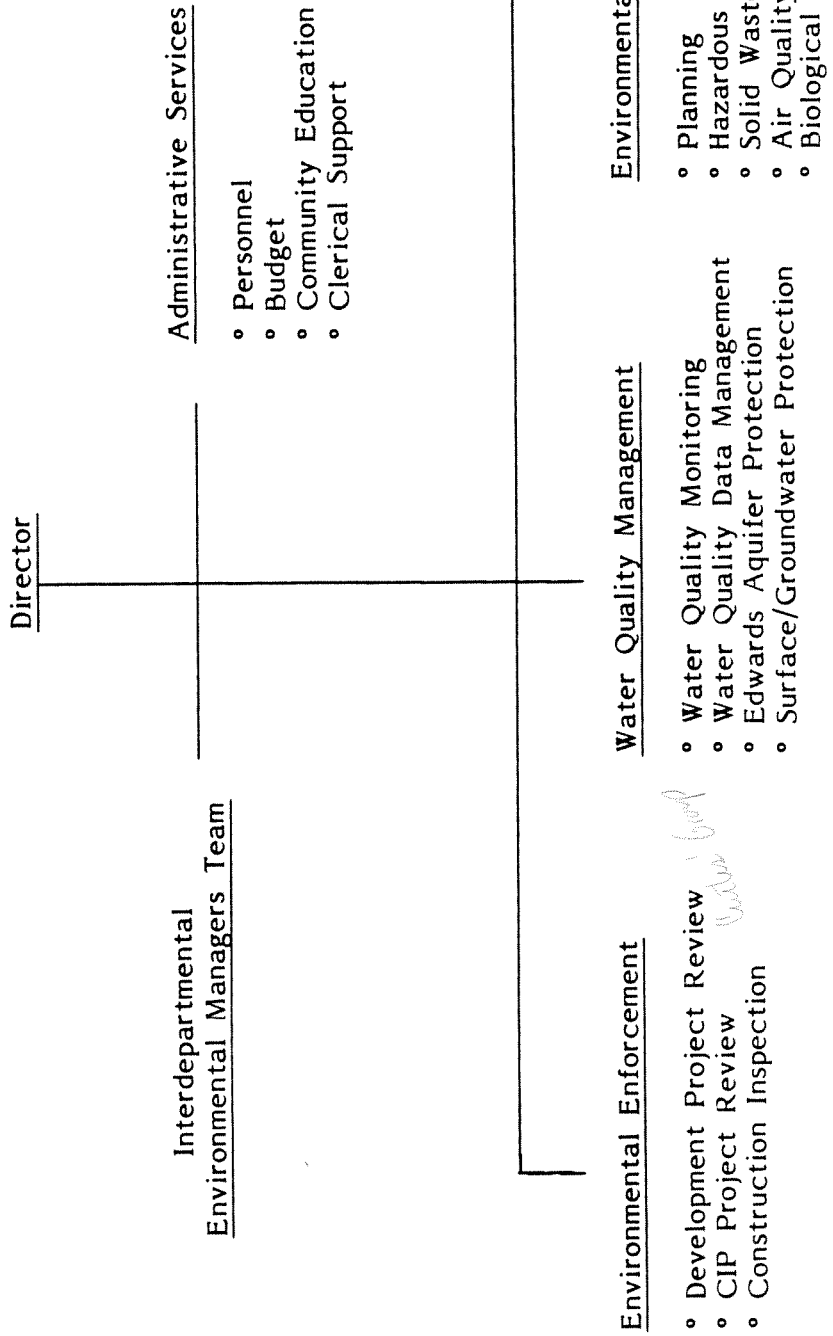 Director
Interdepartmental
Environmental Managers Team
Administrative Services
° Personnel
° Budget
° Community Education
° Clerical Support
Environmental Enforcement
° Development Project Review
° CIP Project Review
° Construction Inspection
Water Quality Management
° Water Quality Monitoring
° Water Quality Data Management
° Edwards Aquifer Protection
° Surface/Groundwater Protection
Environmenta
° Planning
° Hazardous
° Solid Wast
° Air Quality
° Biological